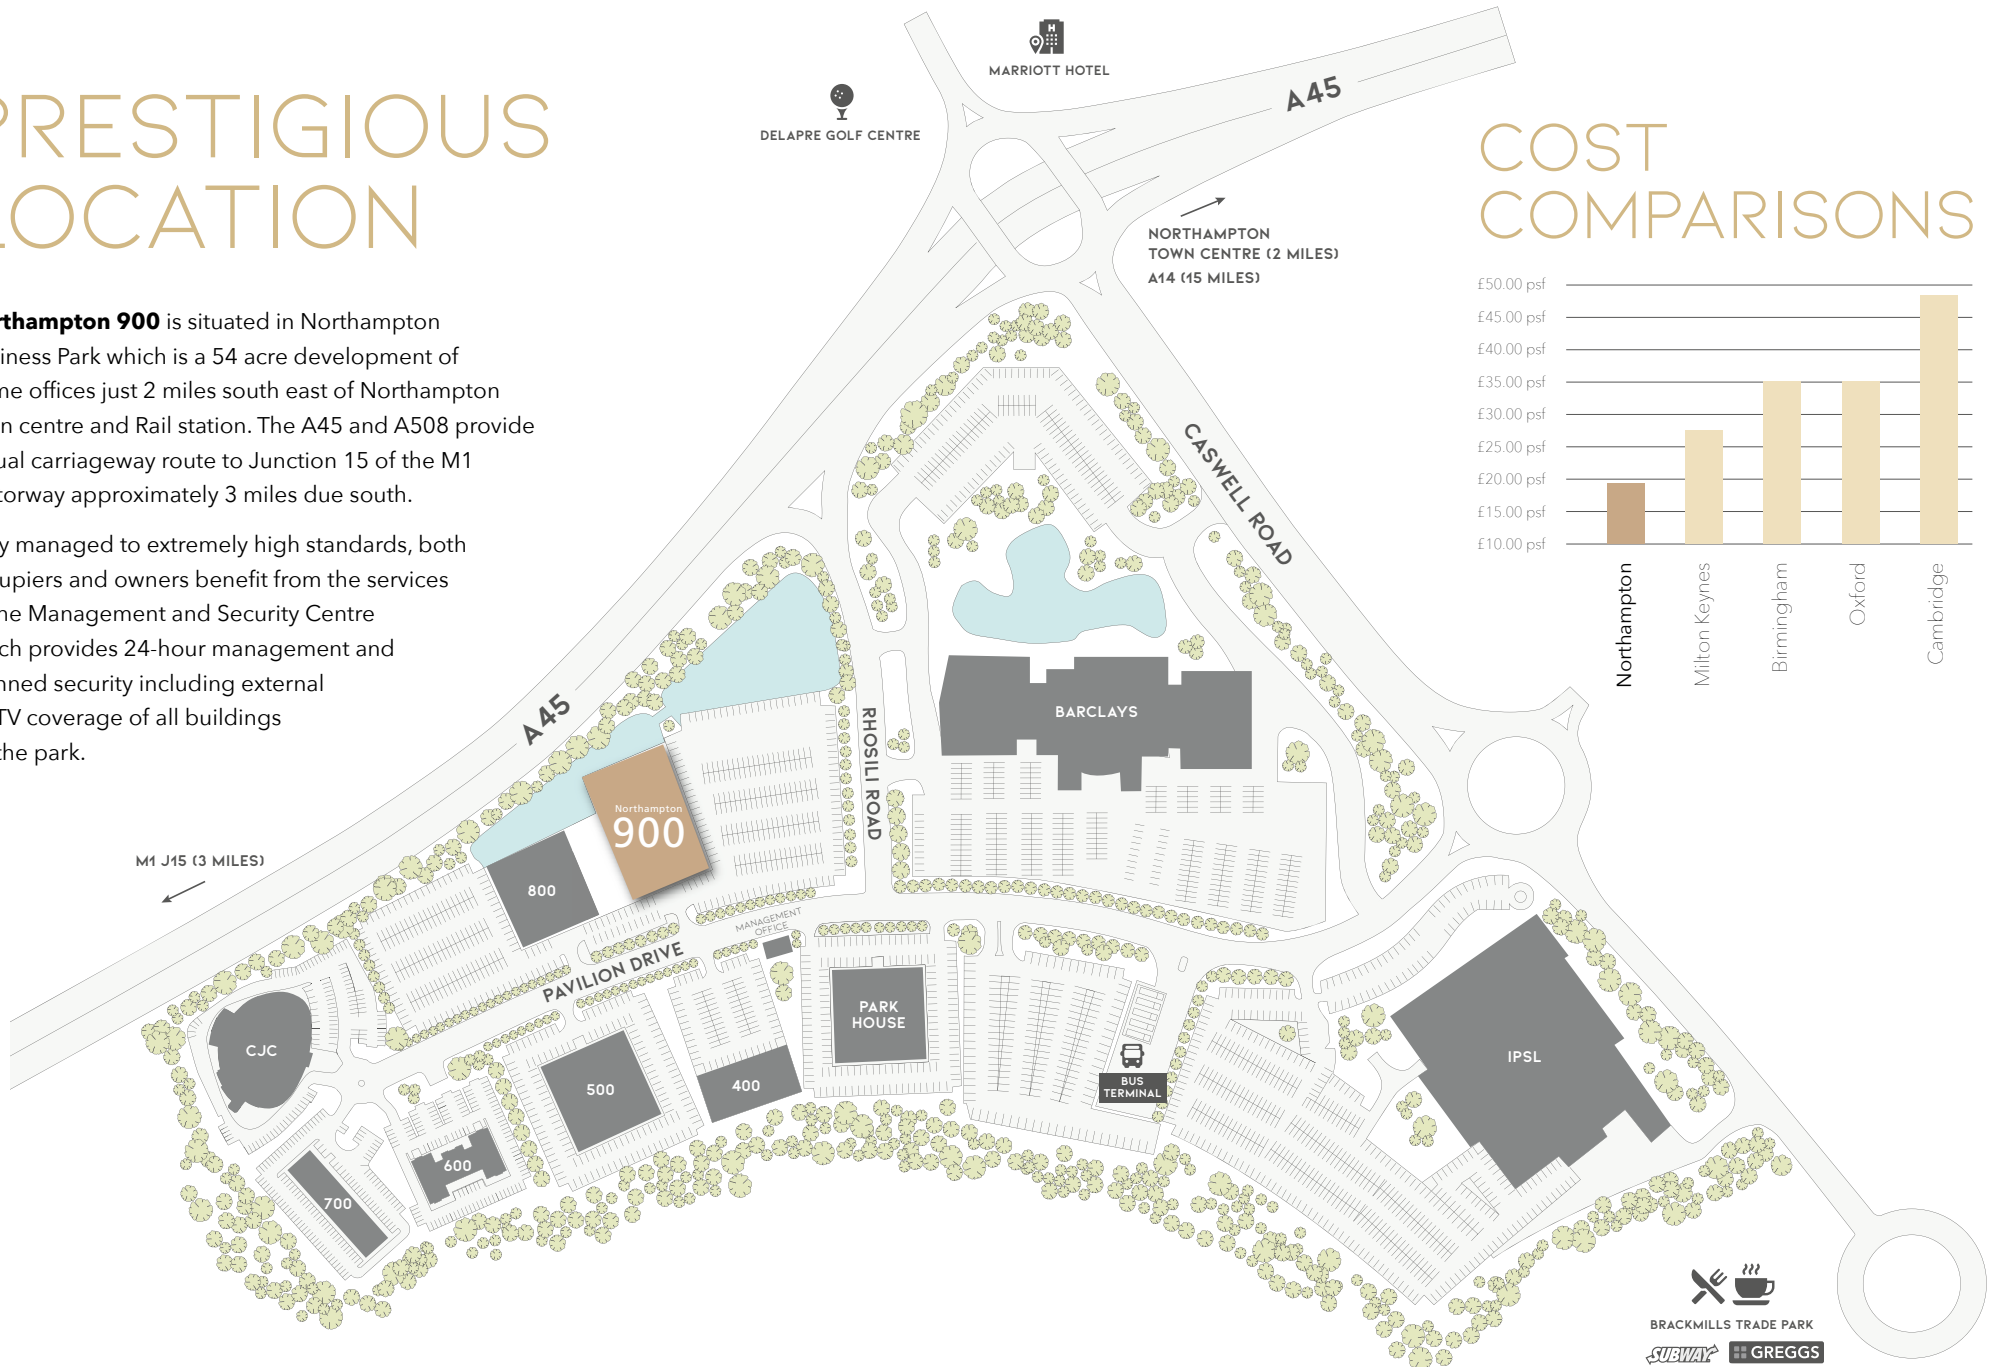 PRESTIGIOUS
LOCATION
rthampton 900 is situated in Northampton
iness Park which is a 54 acre development of
me offices just 2 miles south east of Northampton
n centre and Rail station. The A45 and A508 provide
ual carriageway route to Junction 15 of the M1
torway approximately 3 miles due south.
y managed to extremely high standards, both
upiers and owners benefit from the services
he Management and Security Centre
ch provides 24-hour management and
nned security including external
TV coverage of all buildings
the park.
MARRIOTT HOTEL
DELAPRE GOLF CENTRE
A45
NORTHAMPTON
TOWN CENTRE (2 MILES)
A14 (15 MILES)
CASWELL ROAD
A45
RHOSILI ROAD
BARCLAYS
Northampton
900
M1 J15 (3 MILES)
800
MANAGEMENT
OFFICE
PAVILION DRIVE
PARK
HOUSE
CJC
500
400
BUS
TERMINAL
IPSL
600
700
BRACKMILLS TRADE PARK
SUBWAY
GREGGS
COST
COMPARISONS
£50.00 psf
£45.00 psf
£40.00 psf
£35.00 psf
£30.00 psf
£25.00 psf
£20.00 psf
£15.00 psf
£10.00 psf
Northampton
Milton Keynes
Birmingham
Oxford
Cambridge